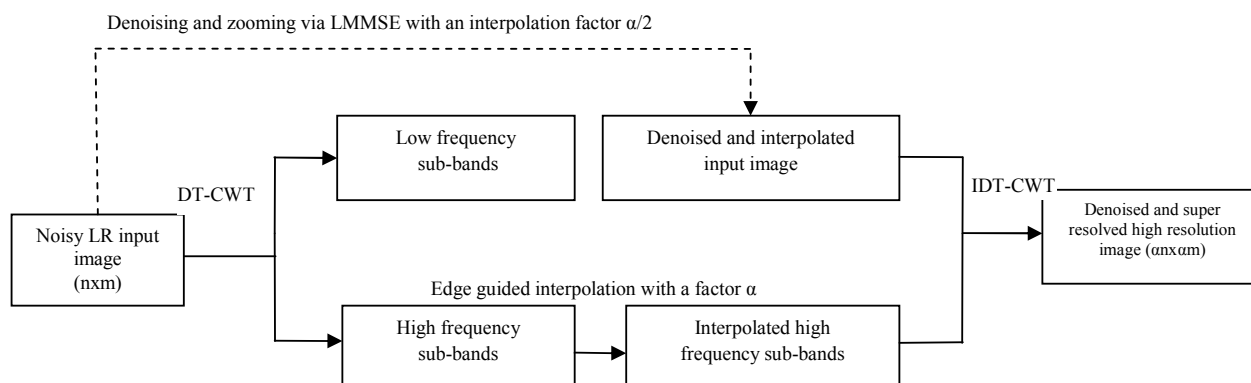 Denoising and zooming via LMMSE with an interpolation factor α/2
Low frequency
sub-bands
Denoised and interpolated
input image
DT-CWT
IDT-CWT
Noisy LR input
image
(nxm)
Denoised and super
resolved high resolution
image (αnxαm)
Edge guided interpolation with a factor α
High frequency
sub-bands
Interpolated high
frequency sub-bands